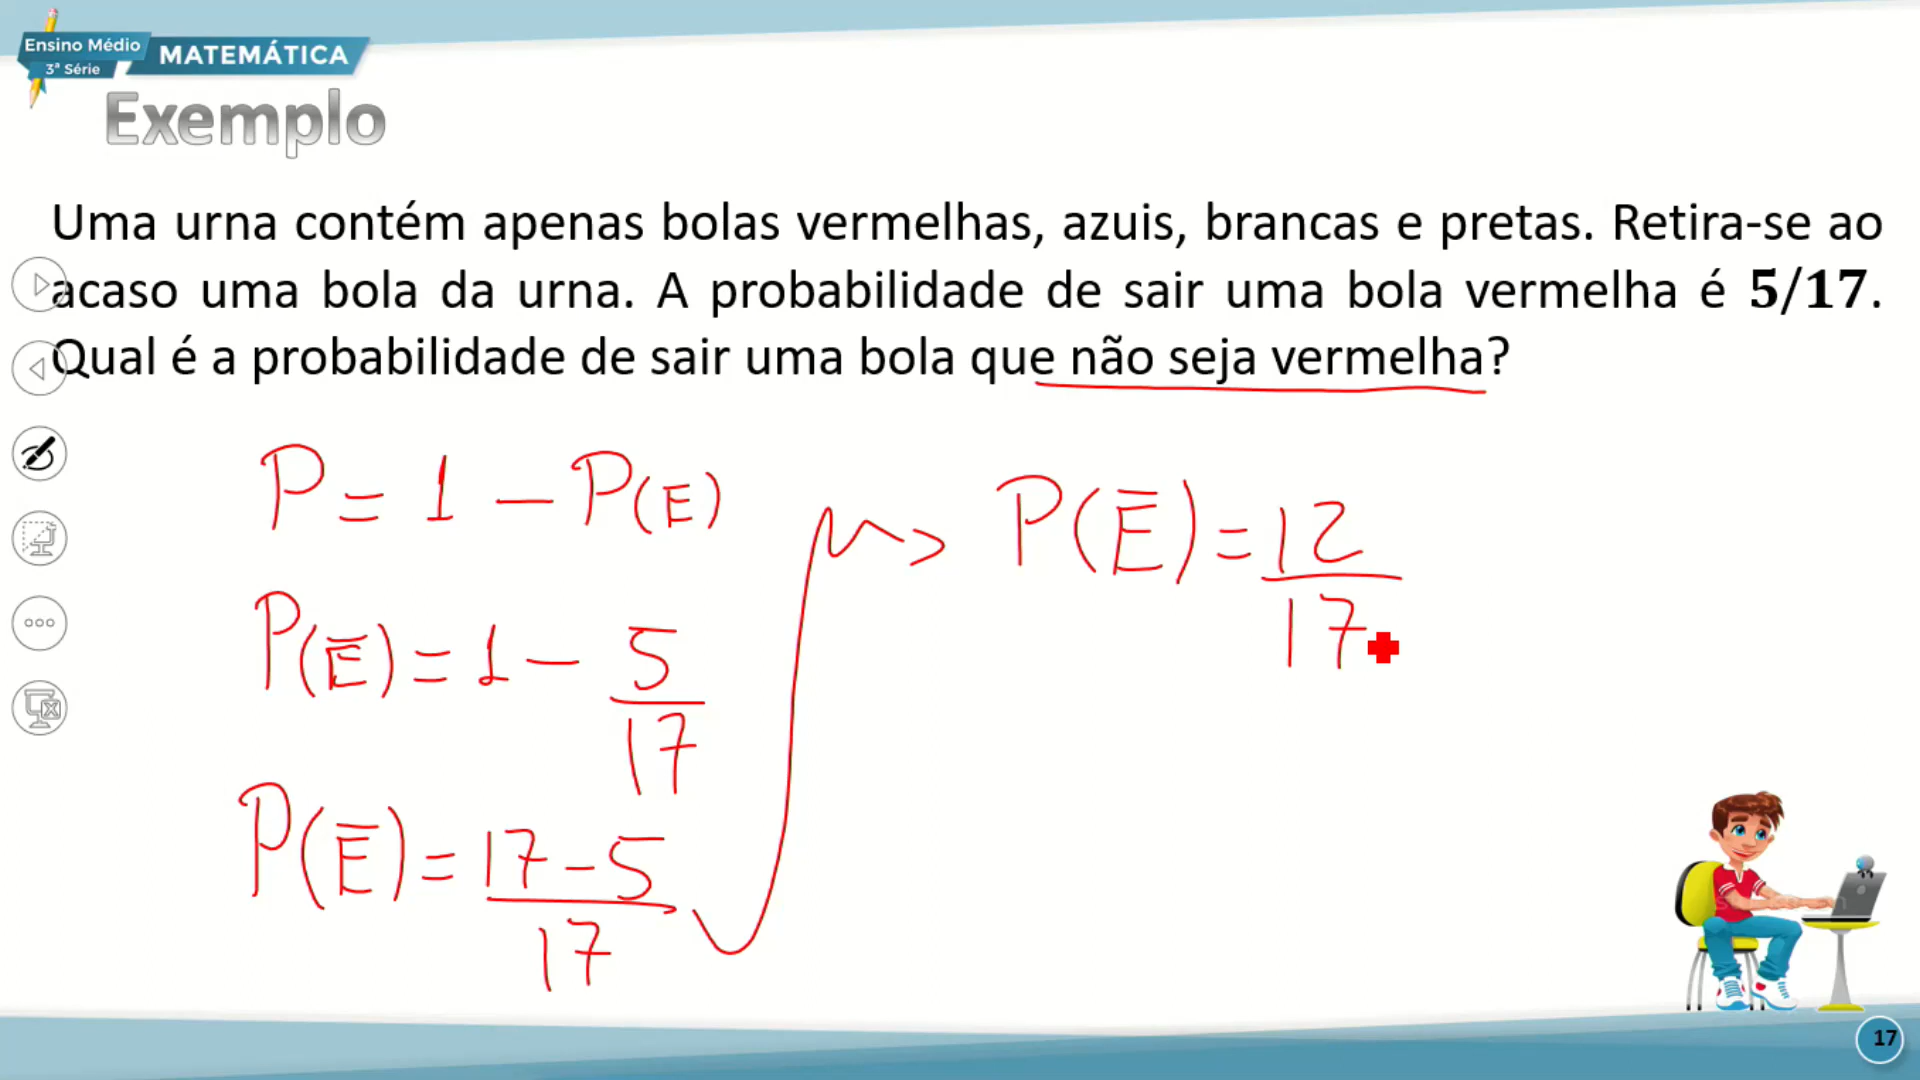 Ensino Médio
3ª Série
MATEMÁTICA
Exemplo
Uma urna contém apenas bolas vermelhas, azuis, brancas e pretas. Retira-se ao
acaso uma bola da urna. A probabilidade de sair uma bola vermelha é 5/17.
Qual é a probabilidade de sair uma bola que não seja vermelha?
P = 1 - P(E)
P(Ē) = 1 - 5/17
P(Ē) = 17-5/17
P(Ē) = 12/17
17